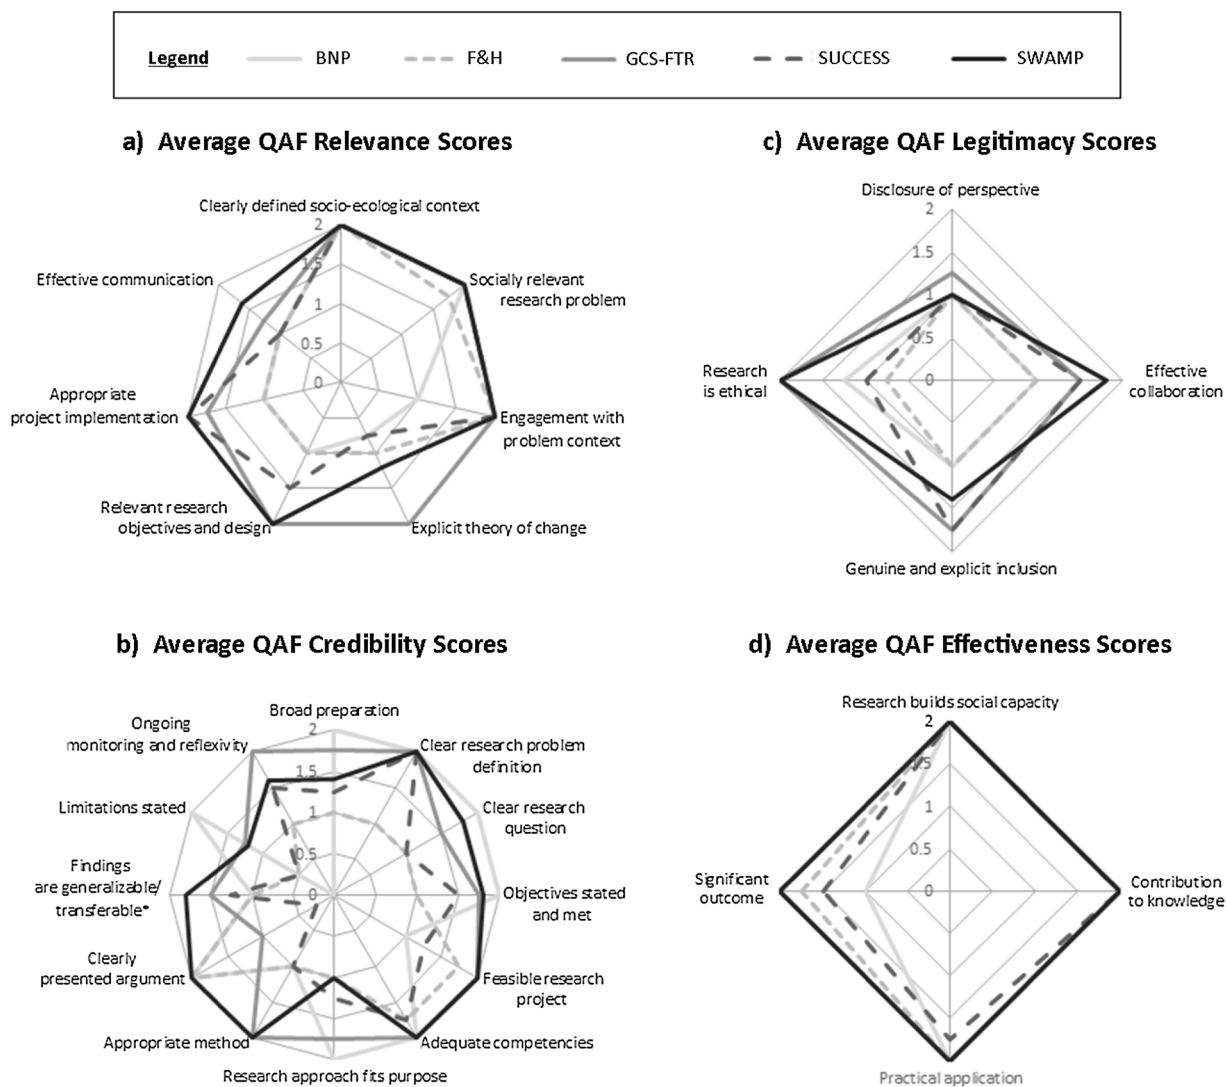 Legend BNP F&H GCS-FTR SUCCESS SWAMP
a) Average QAF Relevance Scores
Clearly defined socio-ecological context
2
1.5
1
0.5
0
Socially relevant
research problem
Engagement with
problem context
Explicit theory of change
Relevant research
objectives and design
Appropriate
project implementation
Effective communication
c) Average QAF Legitimacy Scores
Disclosure of perspective
2
1.5
1
0.5
0
Effective
collaboration
Genuine and explicit inclusion
Research
is ethical
b) Average QAF Credibility Scores
Broad preparation
2
1.5
1
0.5
0
Clear research problem
definition
Clear research
question
Objectives stated
and met
Feasible research
project
Adequate competencies
Research approach fits purpose
Appropriate method
Clearly
presented argument
Findings
are generalizable/
transferable*
Limitations stated
Ongoing
monitoring and reflexivity
d) Average QAF Effectiveness Scores
Research builds social capacity
2
1.5
1
0.5
0
Contribution
to knowledge
Practical application
Significant
outcome